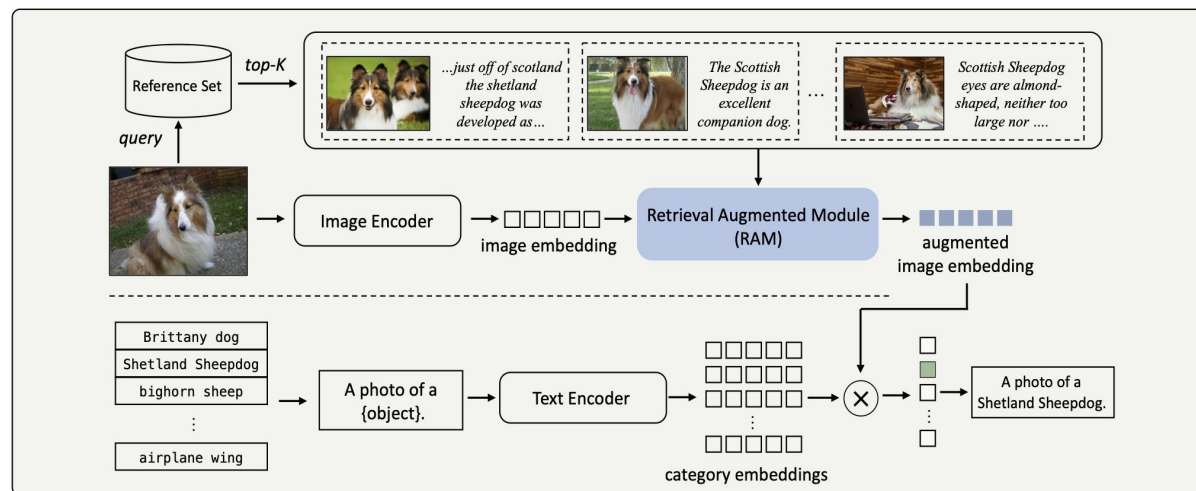 top-K
Reference Set
query
…just off of scotland
the shetland
sheepdog was
developed as…
The Scottish
Sheepdog is an
excellent
companion dog.
...
Scottish Sheepdog
eyes are almond-
shaped, neither too
large nor ….
Image Encoder
image embedding
Retrieval Augmented Module
(RAM)
augmented
image embedding
Brittany dog
Shetland Sheepdog
bighorn sheep
⋮
airplane wing
A photo of a
{object}.
Text Encoder
⋮
category embeddings
×
⋮
A photo of a
Shetland Sheepdog.